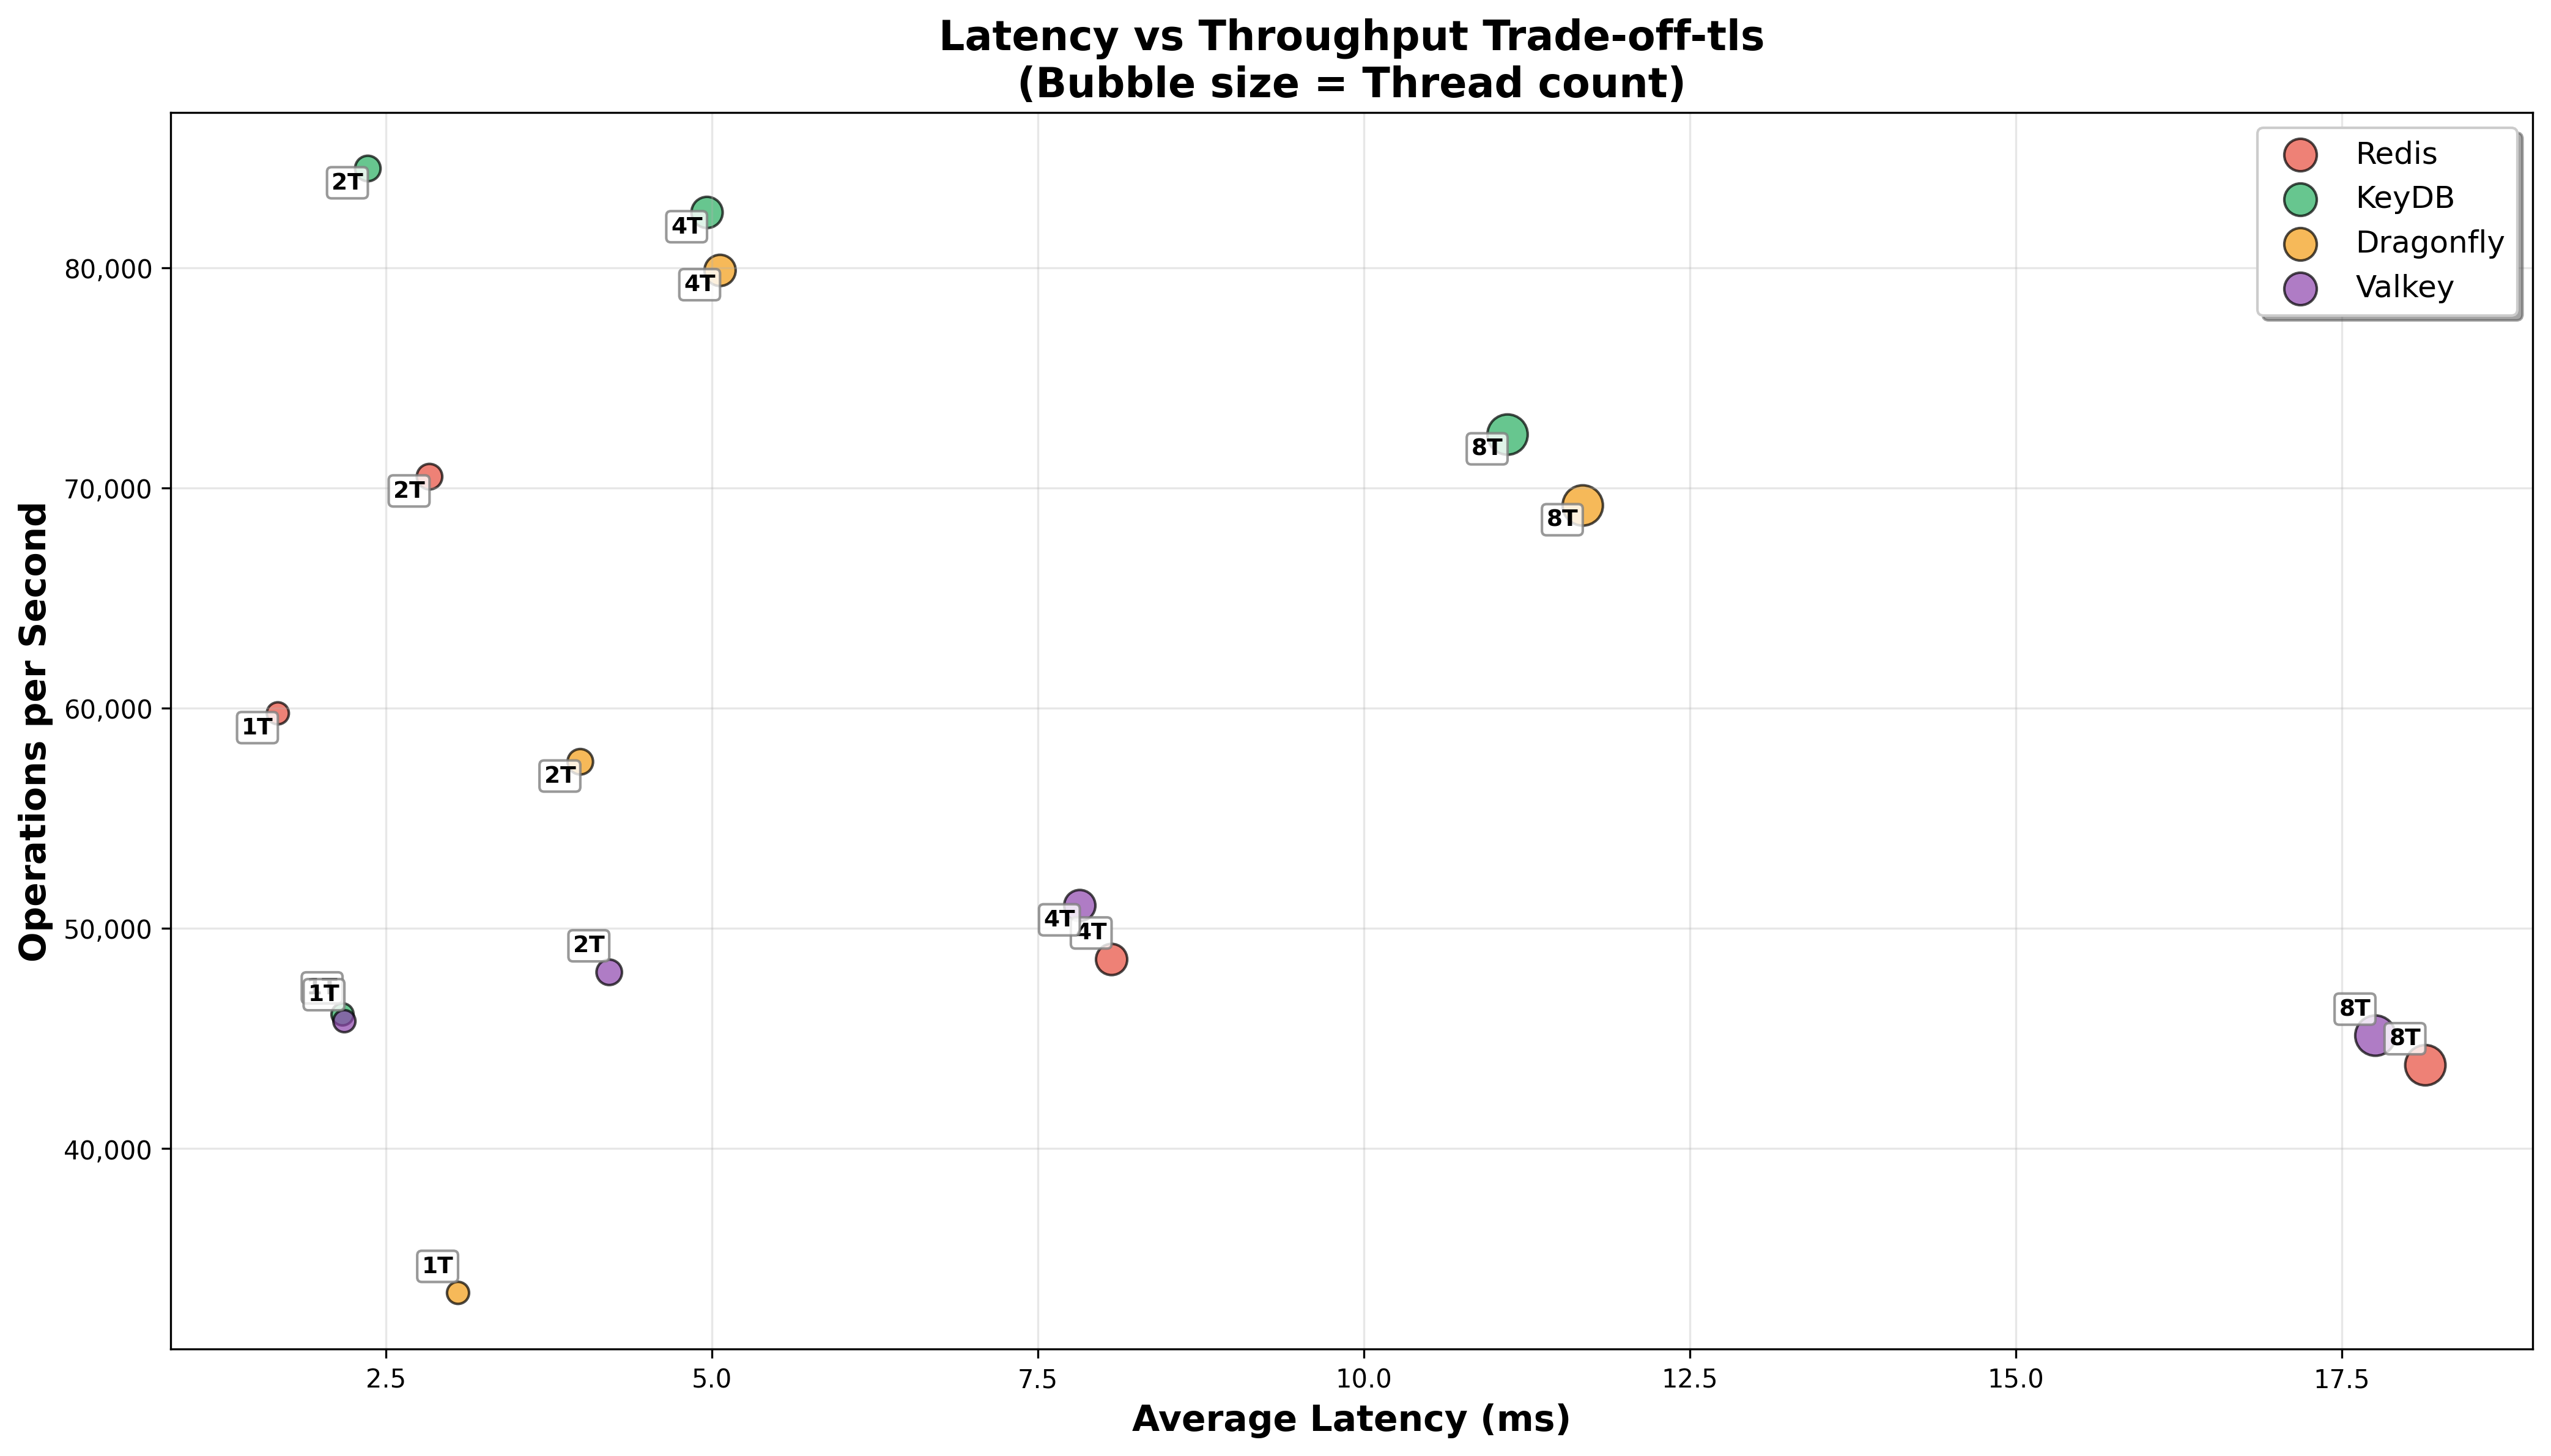 Latency vs Throughput Trade-off-tls
(Bubble size = Thread count)
Redis
KeyDB
Dragonfly
Valkey
2T
4T
4T
8T
2T
8T
1T
2T
4T
4T
2T
1T
8T
8T
1T
80,000
70,000
60,000
50,000
40,000
Operations per Second
2.5 5.0 7.5 10.0 12.5 15.0 17.5
Average Latency (ms)